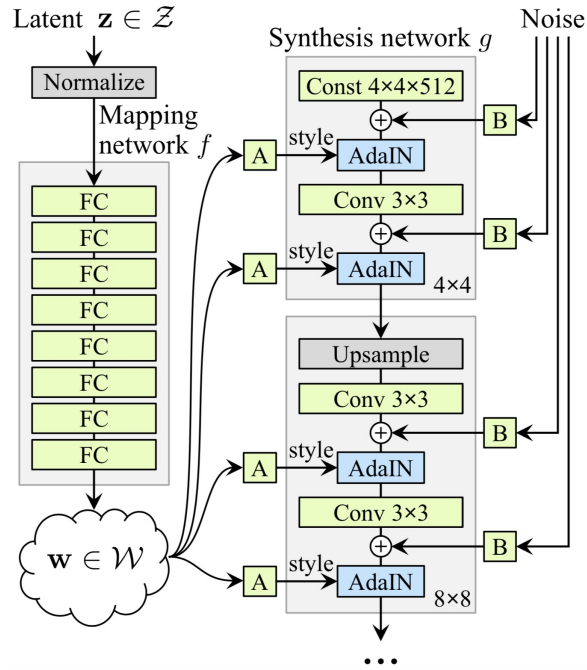 Latent z ∈ Z
Normalize
Mapping
network f
FC
FC
FC
FC
FC
FC
FC
FC
w ∈ W
Synthesis network g
Noise
Const 4×4×512
+
B
A
style
AdaIN
Conv 3×3
+
B
A
style
AdaIN
4×4
Upsample
Conv 3×3
+
B
A
style
AdaIN
Conv 3×3
+
B
A
style
AdaIN
8×8
...